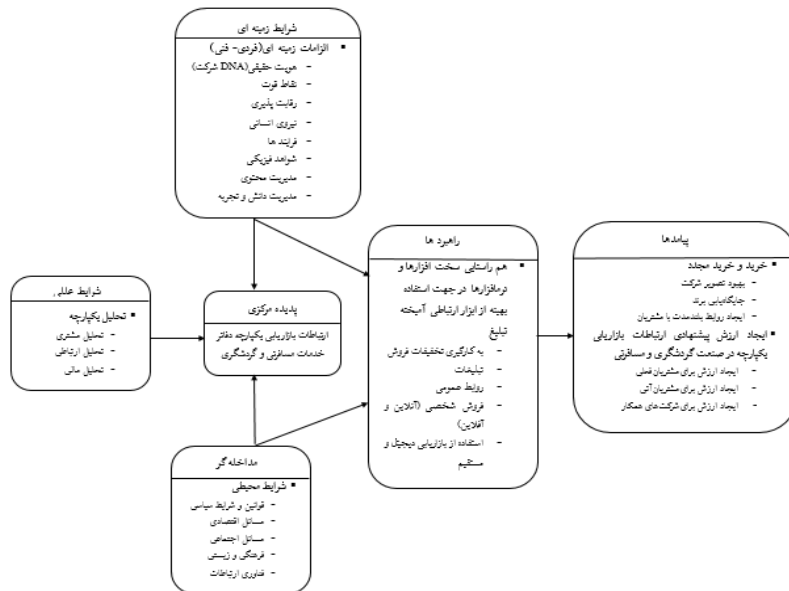 شرایط زمینه ای
▪ الزامات زمینه ای(فردی- فنی)
- هویت حقیقی(DNA شرکت)
- نقاط قوت
- رقابت پذیری
- نیروی انسانی
- فرایند ها
- شواهد فیزیکی
- مدیریت محتوی
- مدیریت دانش و تجربه
شرایط علی
▪ تحلیل یکپارچه
- تحلیل مشتری
- تحلیل ارتباطی
- تحلیل مالی
پدیده مرکزی
ارتباطات بازاریابی یکپارچه دفاتر
خدمات مسافرتی و گردشگری
مداخله گر
▪ شرایط محیطی
- قوانین و شرایط سیاسی
- مسائل اقتصادی
- مسائل اجتماعی
- فرهنگی و زیستی
- فناوری ارتباطات
راهبرد ها
▪ هم راستایی سخت افزارها و
نرم‌افزارها در جهت استفاده
بهینه از ابزار ارتباطی آمیخته
تبلیغ
- به کارگیری تخفیفات فروش
- تبلیغات
- روابط عمومی
- فروش شخصی (آنلاین و
آفلاین)
- استفاده از بازاریابی دیجیتال و
مستقیم
پیامدها
▪ خرید و خرید مجدد
- بهبود تصویر شرکت
- جایگاه‌یابی برند
- ایجاد روابط بلندمدت با مشتریان
▪ ایجاد ارزش پیشنهادی ارتباطات بازاریابی
یکپارچه در صنعت گردشگری و مسافرتی
- ایجاد ارزش برای مشتریان فعلی
- ایجاد ارزش برای مشتریان آتی
- ایجاد ارزش برای شرکت‌های همکار